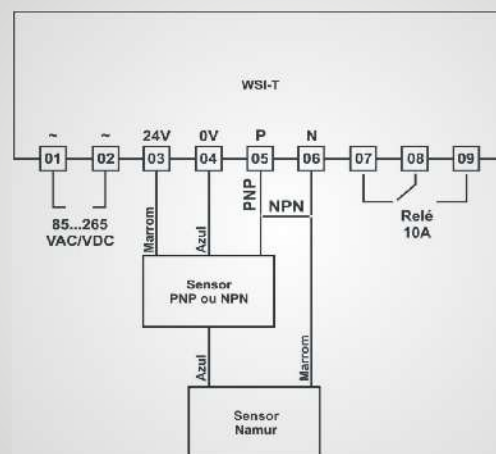 WSI-T
~ ~ 24V 0V P N
01 02 03 04 05 06 07 08 09
85...265
VAC/VDC
Marrom
Azul
PNP
NPN
Relé
10A
Sensor
PNP ou NPN
Azul
Marrom
Sensor
Namur